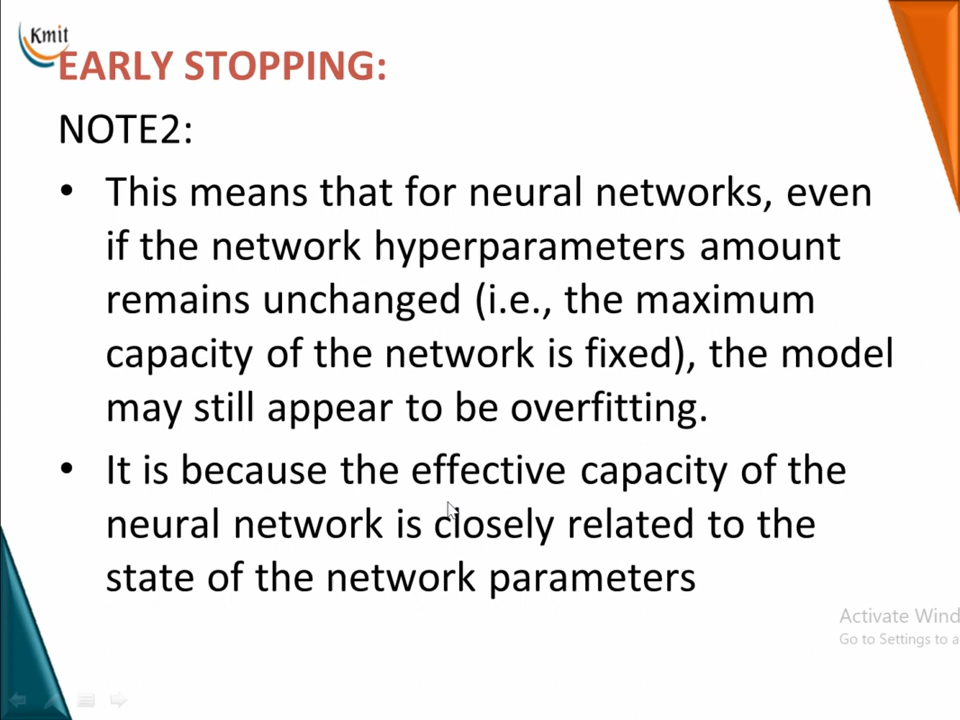 Kmit
EARLY STOPPING:
NOTE2:
• This means that for neural networks, even
if the network hyperparameters amount
remains unchanged (i.e., the maximum
capacity of the network is fixed), the model
may still appear to be overfitting.
• It is because the effective capacity of the
neural network is closely related to the
state of the network parameters
Activate Wind
Go to Settings to a